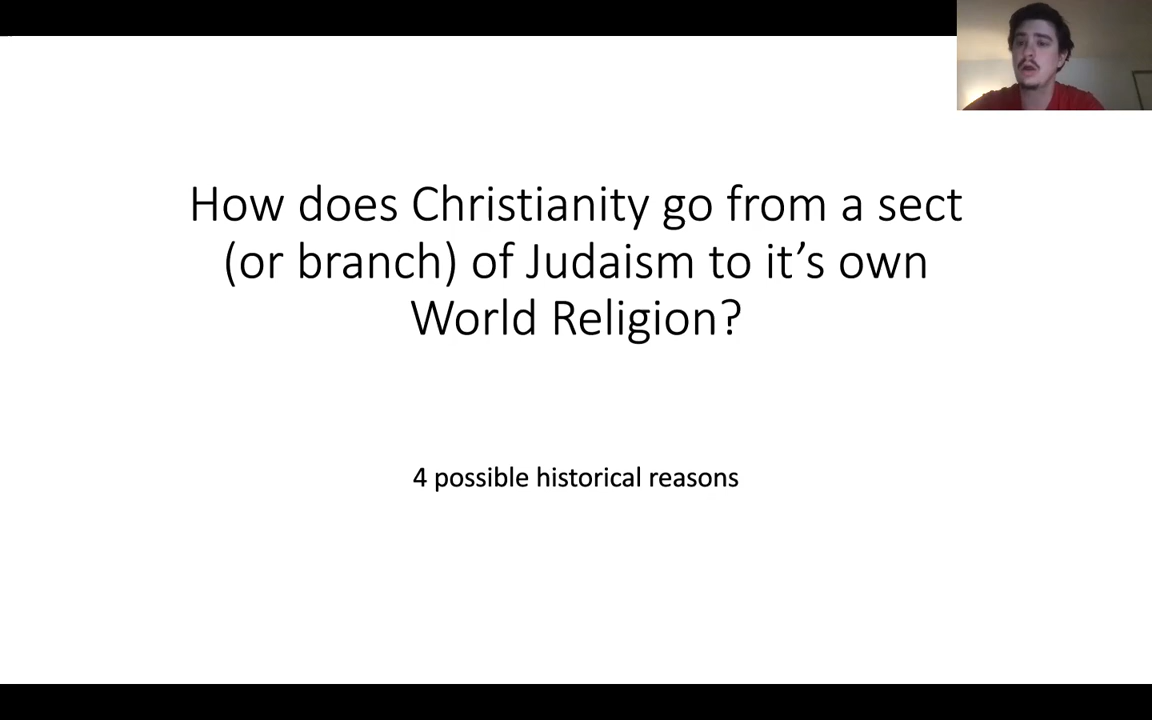 How does Christianity go from a sect
(or branch) of Judaism to it’s own
World Religion?
4 possible historical reasons